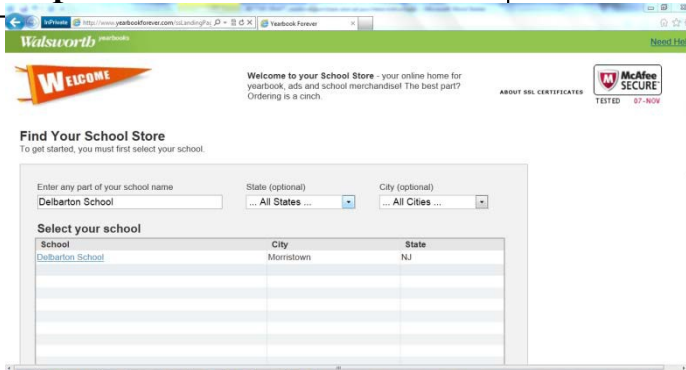 InPrivate http://www.yearbookforever.com/ssLandingPag Yearbook Forever
Walsworth yearbooks
Need Hel
WELCOME
Welcome to your School Store - your online home for
yearbook, ads and school merchandise! The best part?
Ordering is a cinch.
ABOUT SSL CERTIFICATES
McAfee
SECURE
TESTED 07-NOV
Find Your School Store
To get started, you must first select your school.
Enter any part of your school name State (optional) City (optional)
Delbarton School ... All States ... ... All Cities ...
Select your school
School City State
Delbarton School Morristown NJ